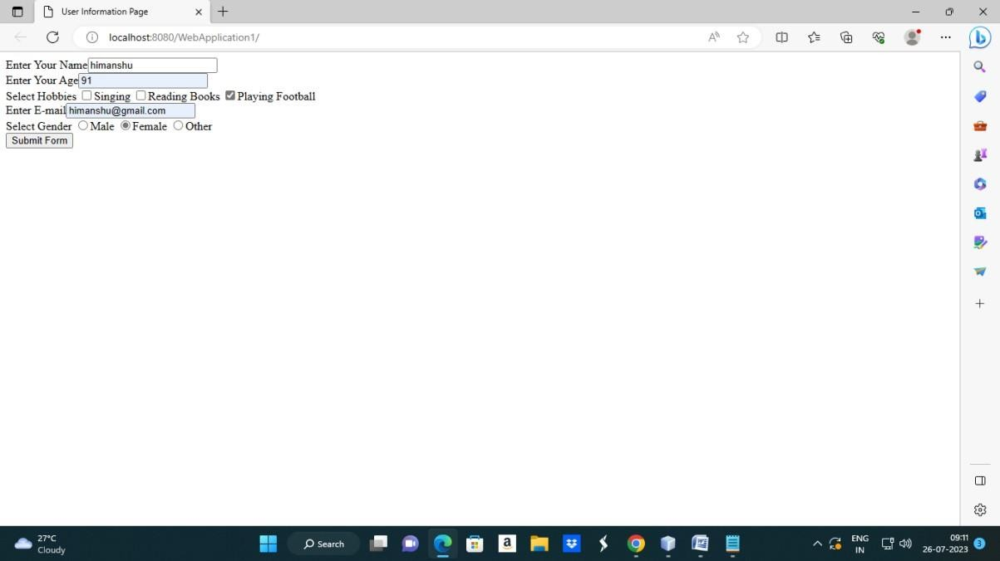 User Information Page
localhost:8080/WebApplication1/
Enter Your Name himanshu
Enter Your Age 91
Select Hobbies Singing Reading Books Playing Football
Enter E-mail himanshu@gmail.com
Select Gender Male Female Other
Submit Form
27°C
Cloudy
Search
ENG
IN
09:11
26-07-2023
3